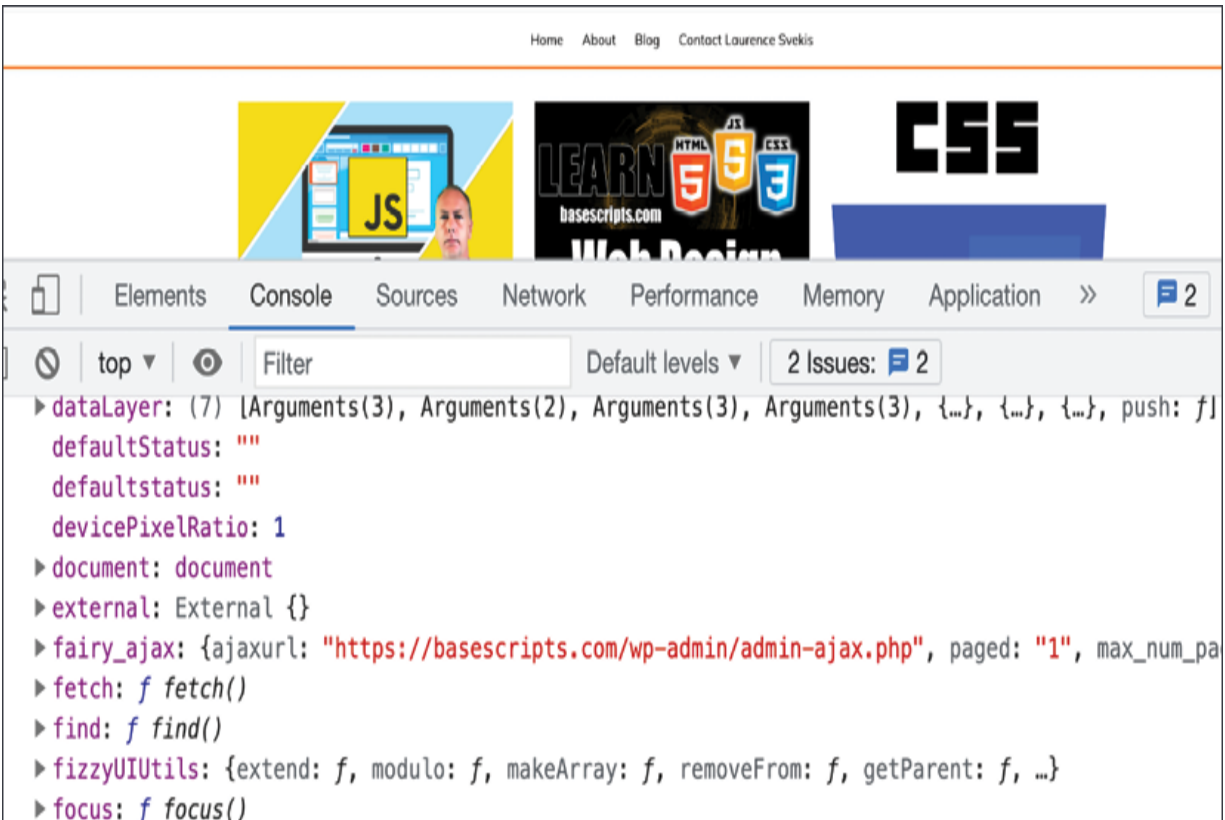 Home About Blog Contact Laurence Svekis
JS
LEARN
HTML JS CSS
5 5 3
basescripts.com
Web Design
CSS
Elements Console Sources Network Performance Memory Application » 2
top ▼ Filter Default levels ▼ 2 Issues: 2
▶ dataLayer: (7) [Arguments(3), Arguments(2), Arguments(3), Arguments(3), {…}, {…}, {…}, push: ƒ]
defaultStatus: ""
defaultstatus: ""
devicePixelRatio: 1
▶ document: document
▶ external: External {}
▶ fairy_ajax: {ajaxurl: "https://basescripts.com/wp-admin/admin-ajax.php", paged: "1", max_num_pa
▶ fetch: ƒ fetch()
▶ find: ƒ find()
▶ fizzyUIUtils: {extend: ƒ, modulo: ƒ, makeArray: ƒ, removeFrom: ƒ, getParent: ƒ, …}
▶ focus: ƒ focus()